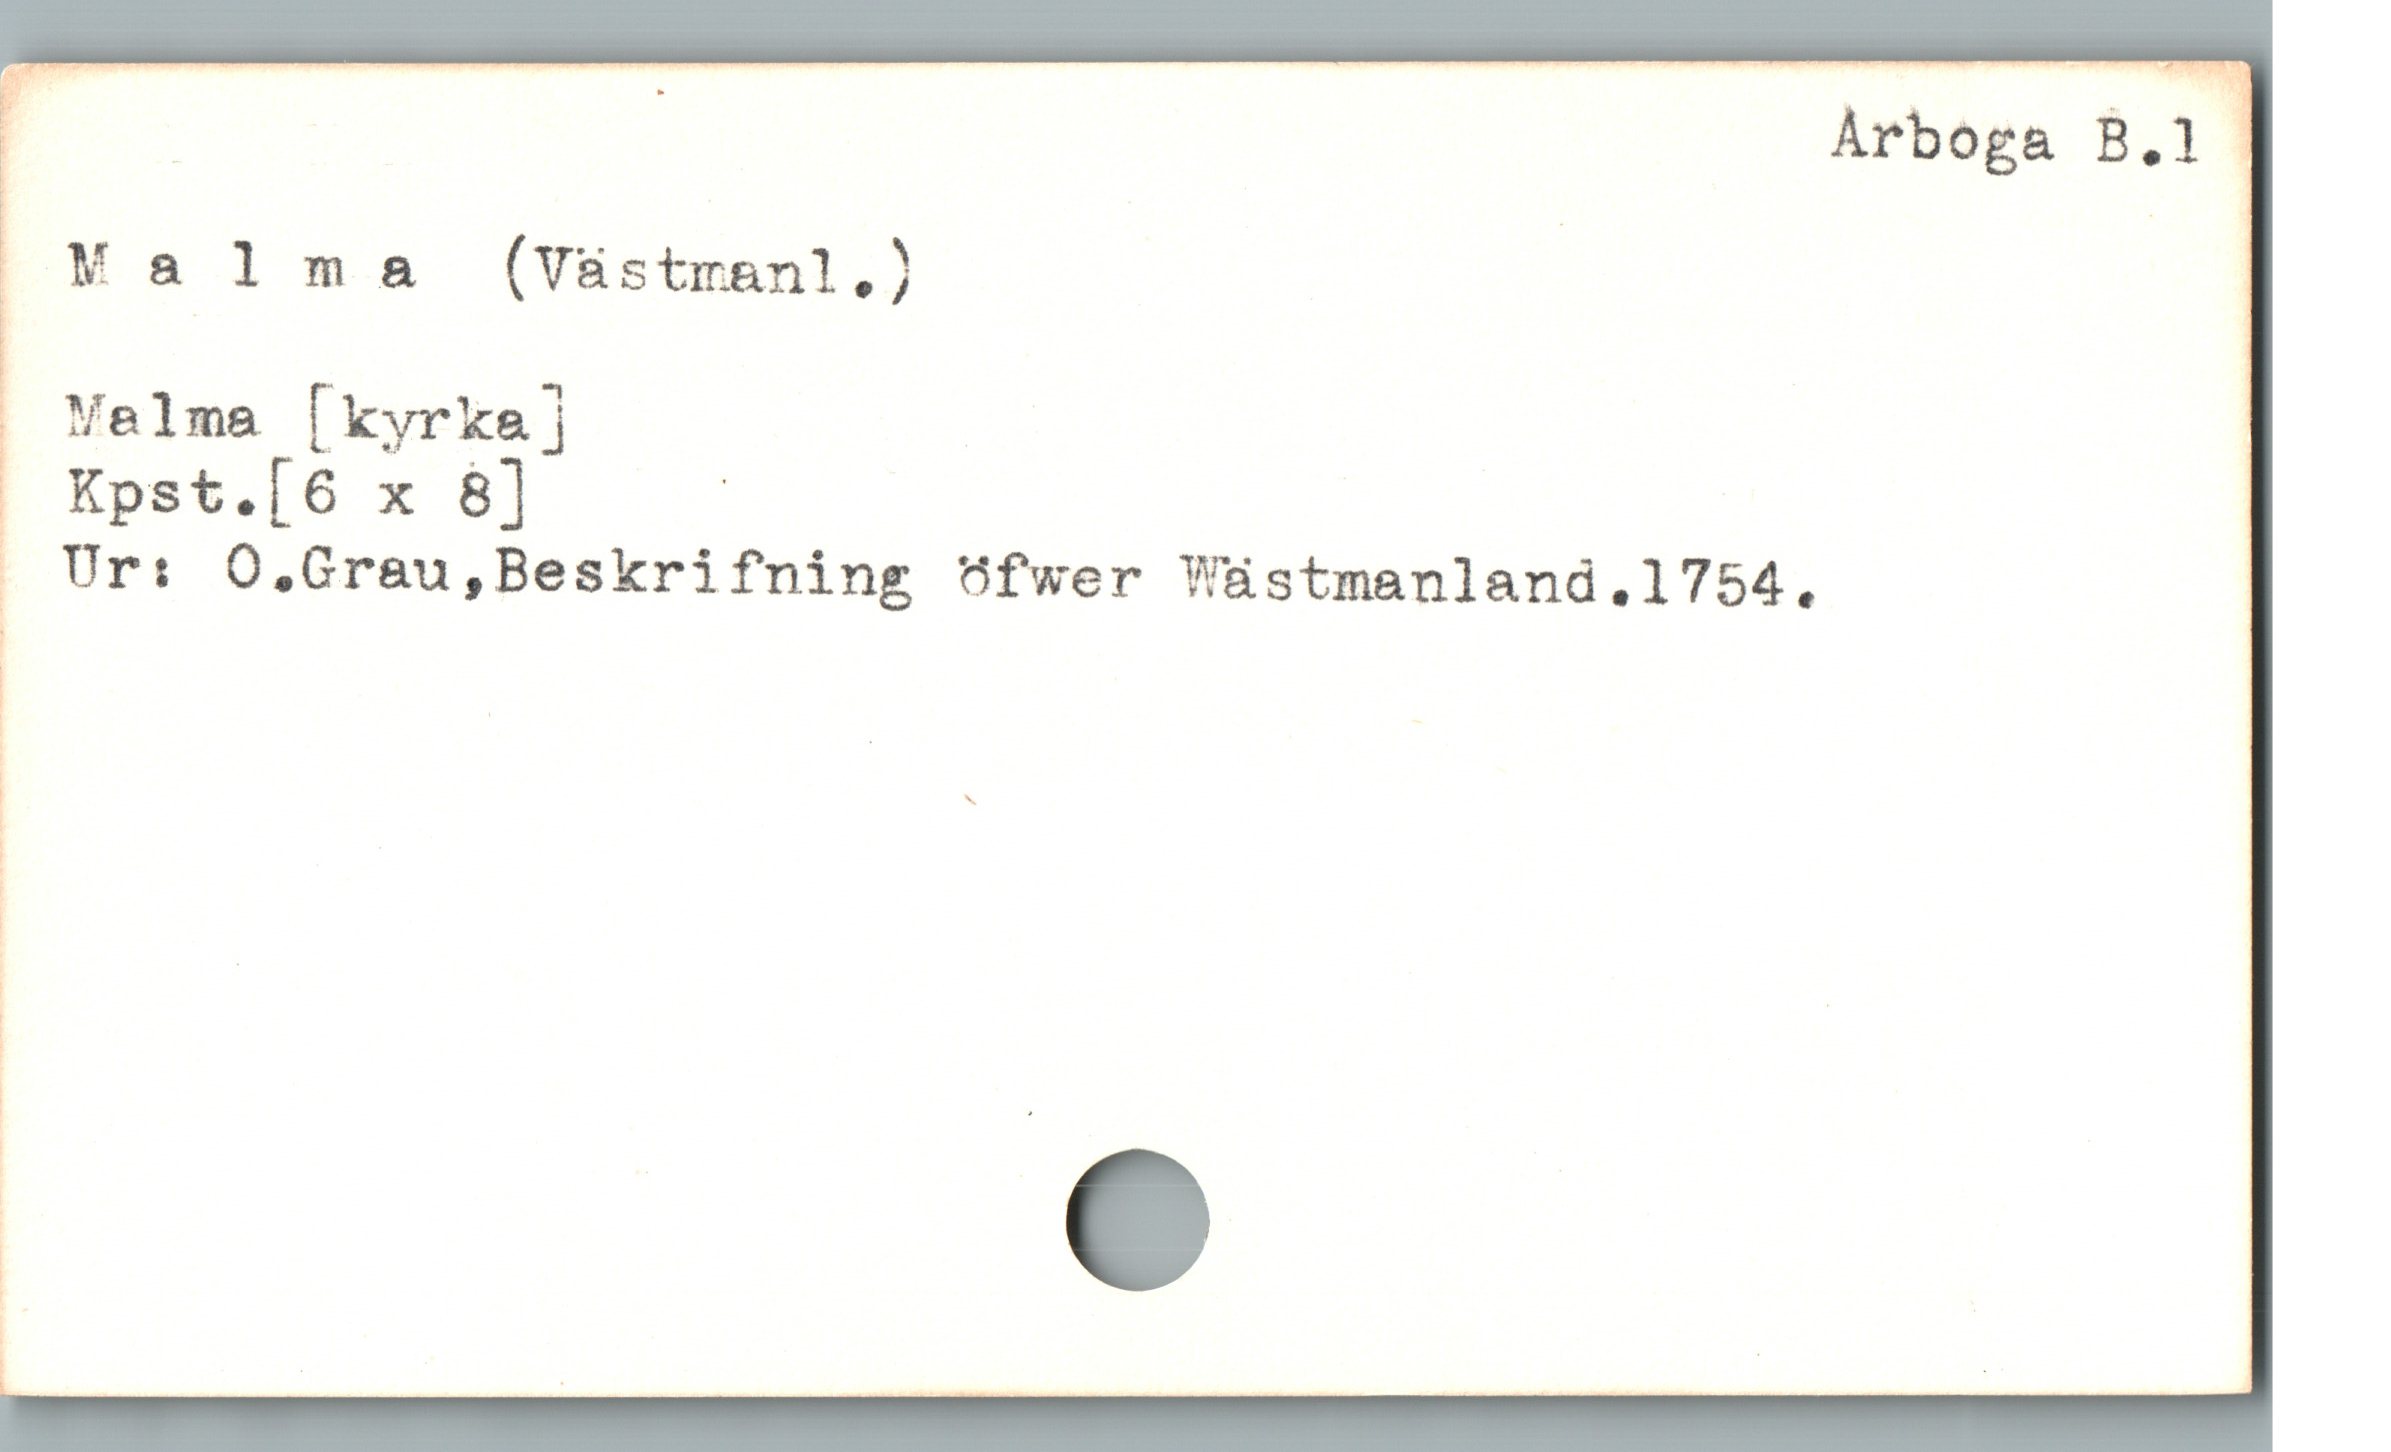 Arboga B.1
M a l m a (Västmanl.)
Malma [kyrka]
Kpst.[6 x 8]
Ur: O.Grau,Beskrifning öfwer Wästmanland.1754.